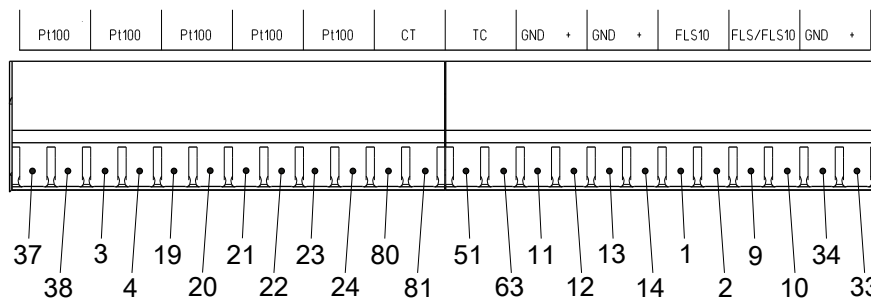 Pt100 Pt100 Pt100 Pt100 Pt100 CT TC GND + GND + FLS10 FLS/FLS10 GND +
37 3 19 21 23 80 51 11 13 1 9 34
38 4 20 22 24 81 63 12 14 2 10 33